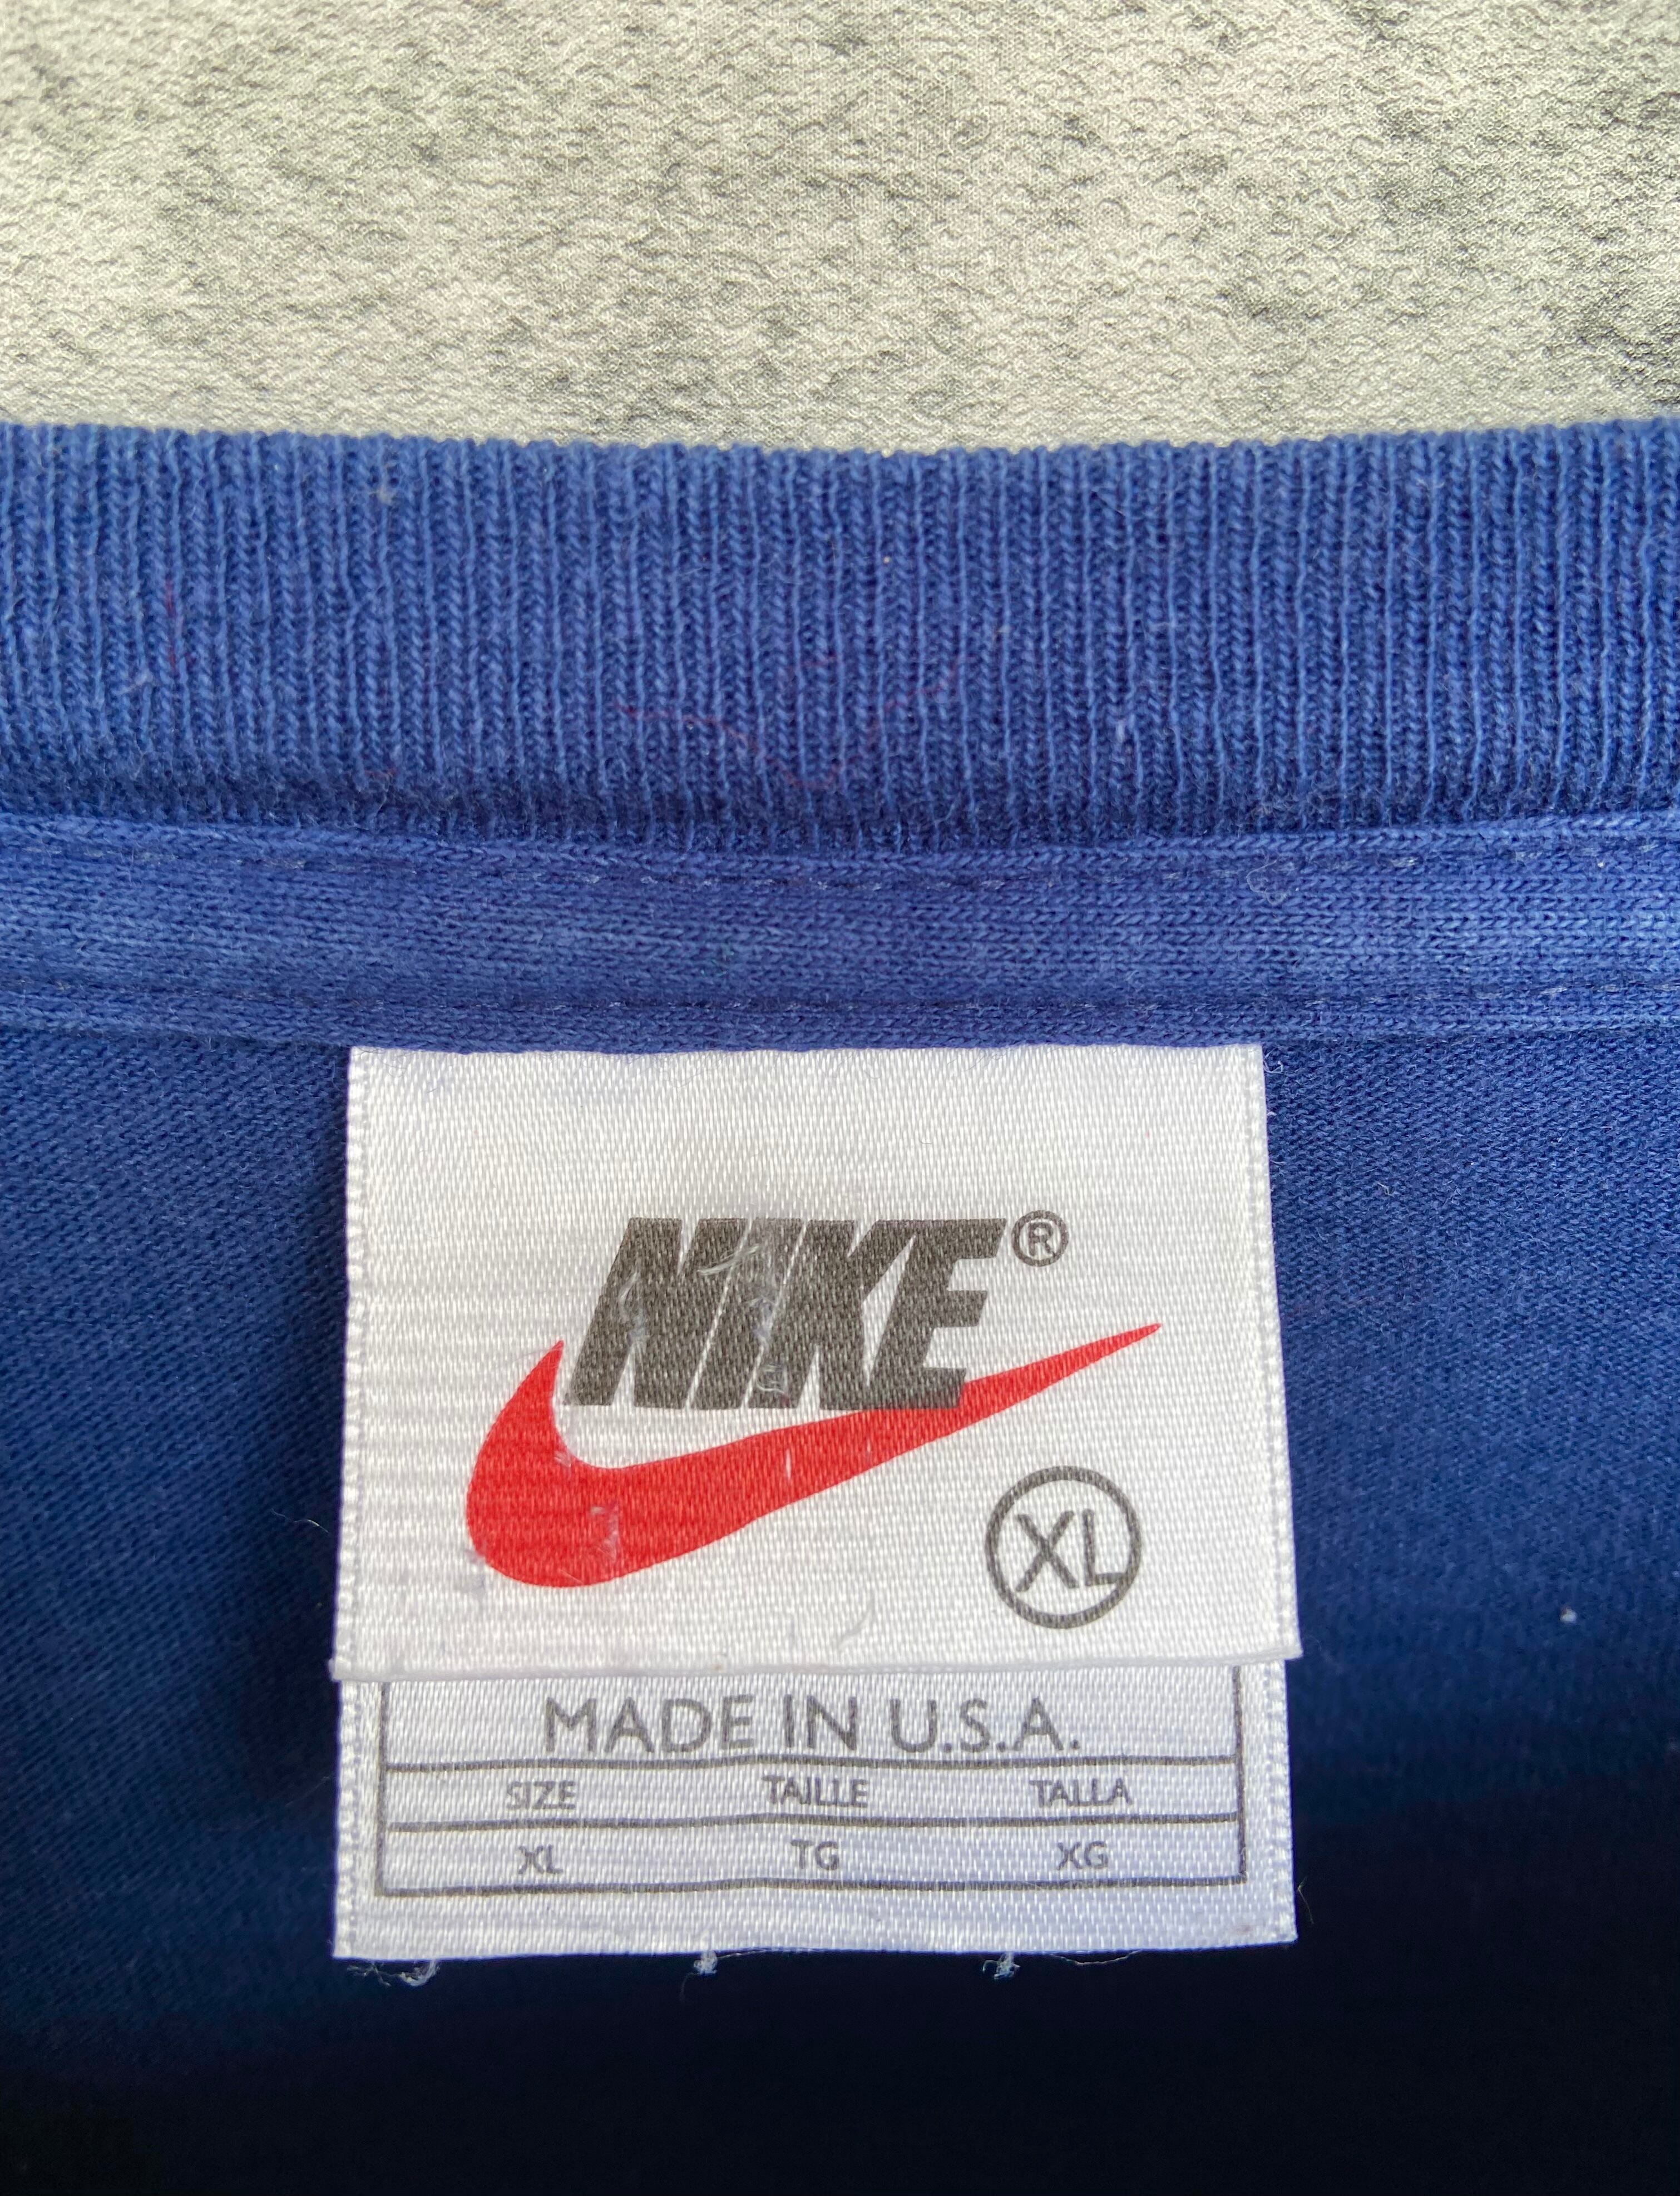 NIKE®
XL
MADE IN U.S.A.
SIZE TAILLE TALLA
XL TG XG